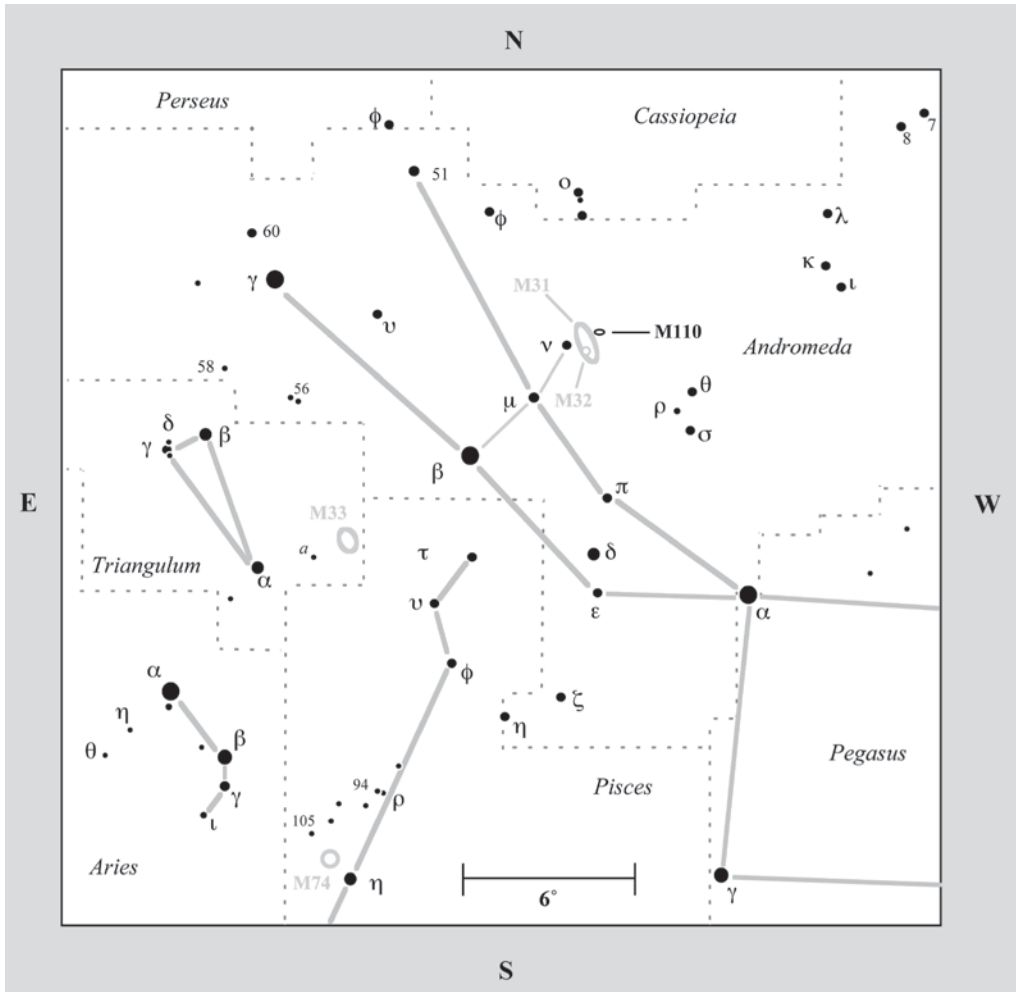 N
Perseus
ϕ
Cassiopeia
7
8
51
ο
ϕ
λ
60
κ
ι
γ
M31
υ
ν
M110
Andromeda
58
56
M32
θ
μ
ρ
δ
β
σ
γ
β
π
E
W
M33
a
τ
δ
Triangulum
α
υ
ε
α
ϕ
α
ζ
η
η
θ
β
Pegasus
94
Pisces
γ
ρ
105
ι
Aries
M74
η
6°
γ
S